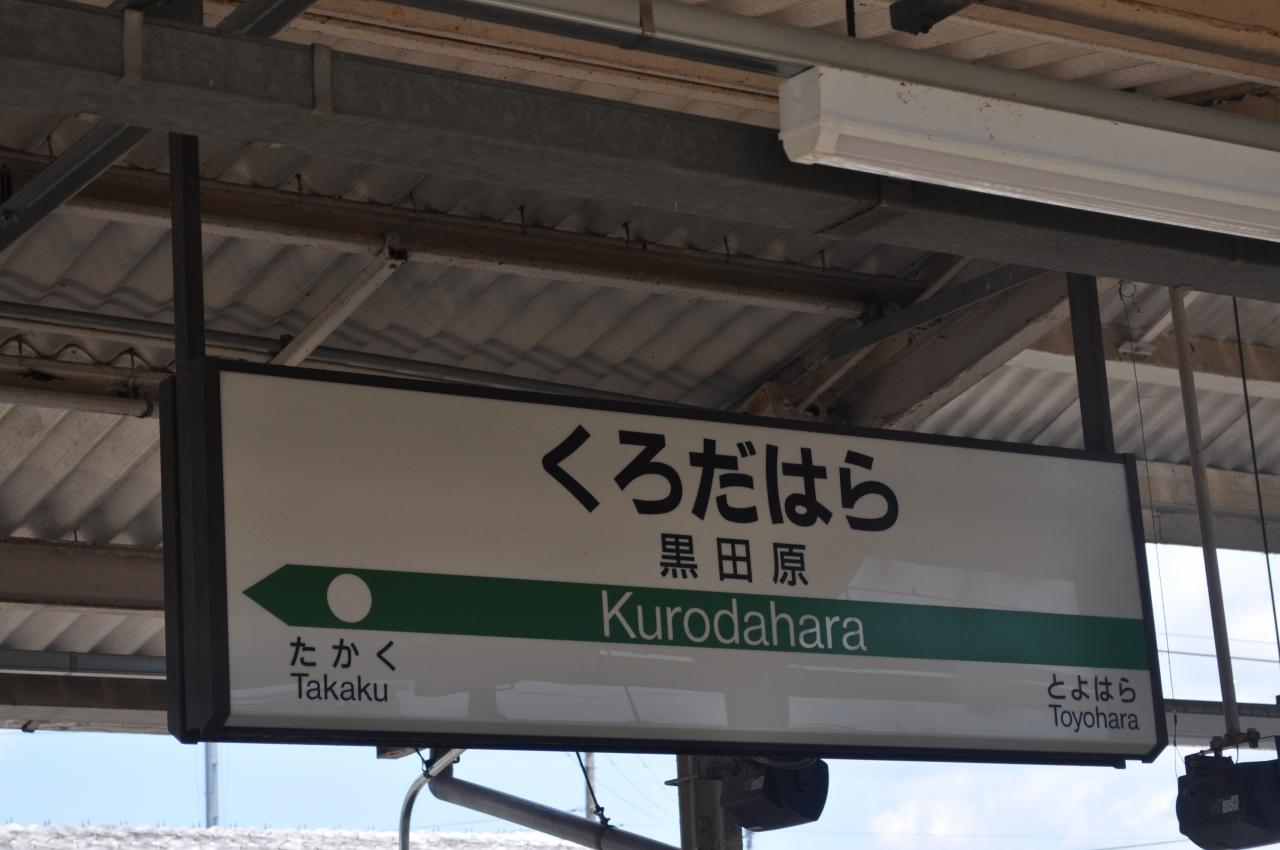 くろだはら
黒田原
Kurodahara
たかく
Takaku
とよはら
Toyohara